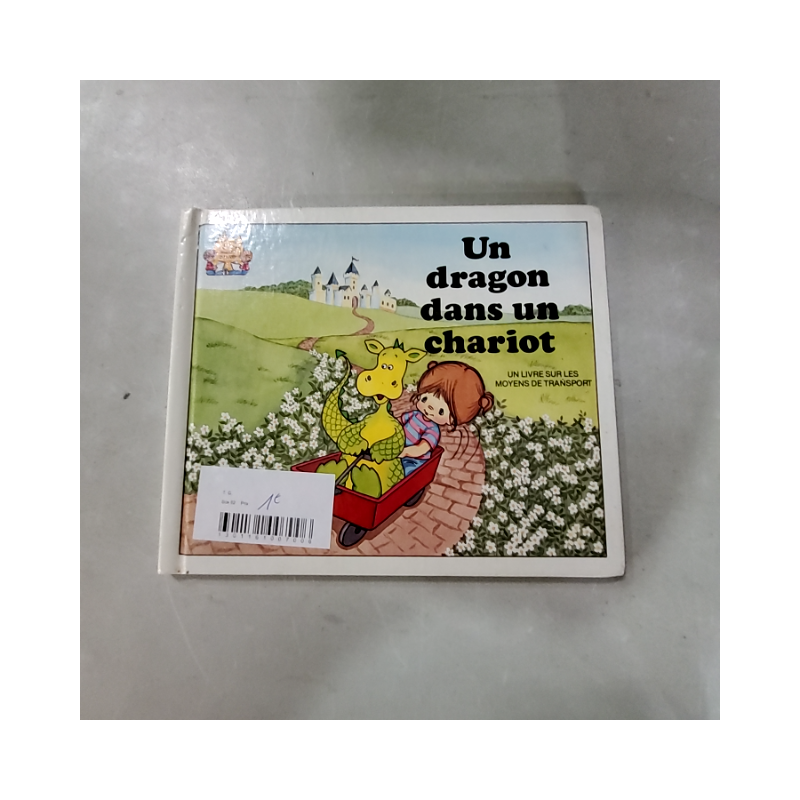 Un
dragon
dans un
chariot
UN LIVRE SUR LES
MOYENS DE TRANSPORT
1€